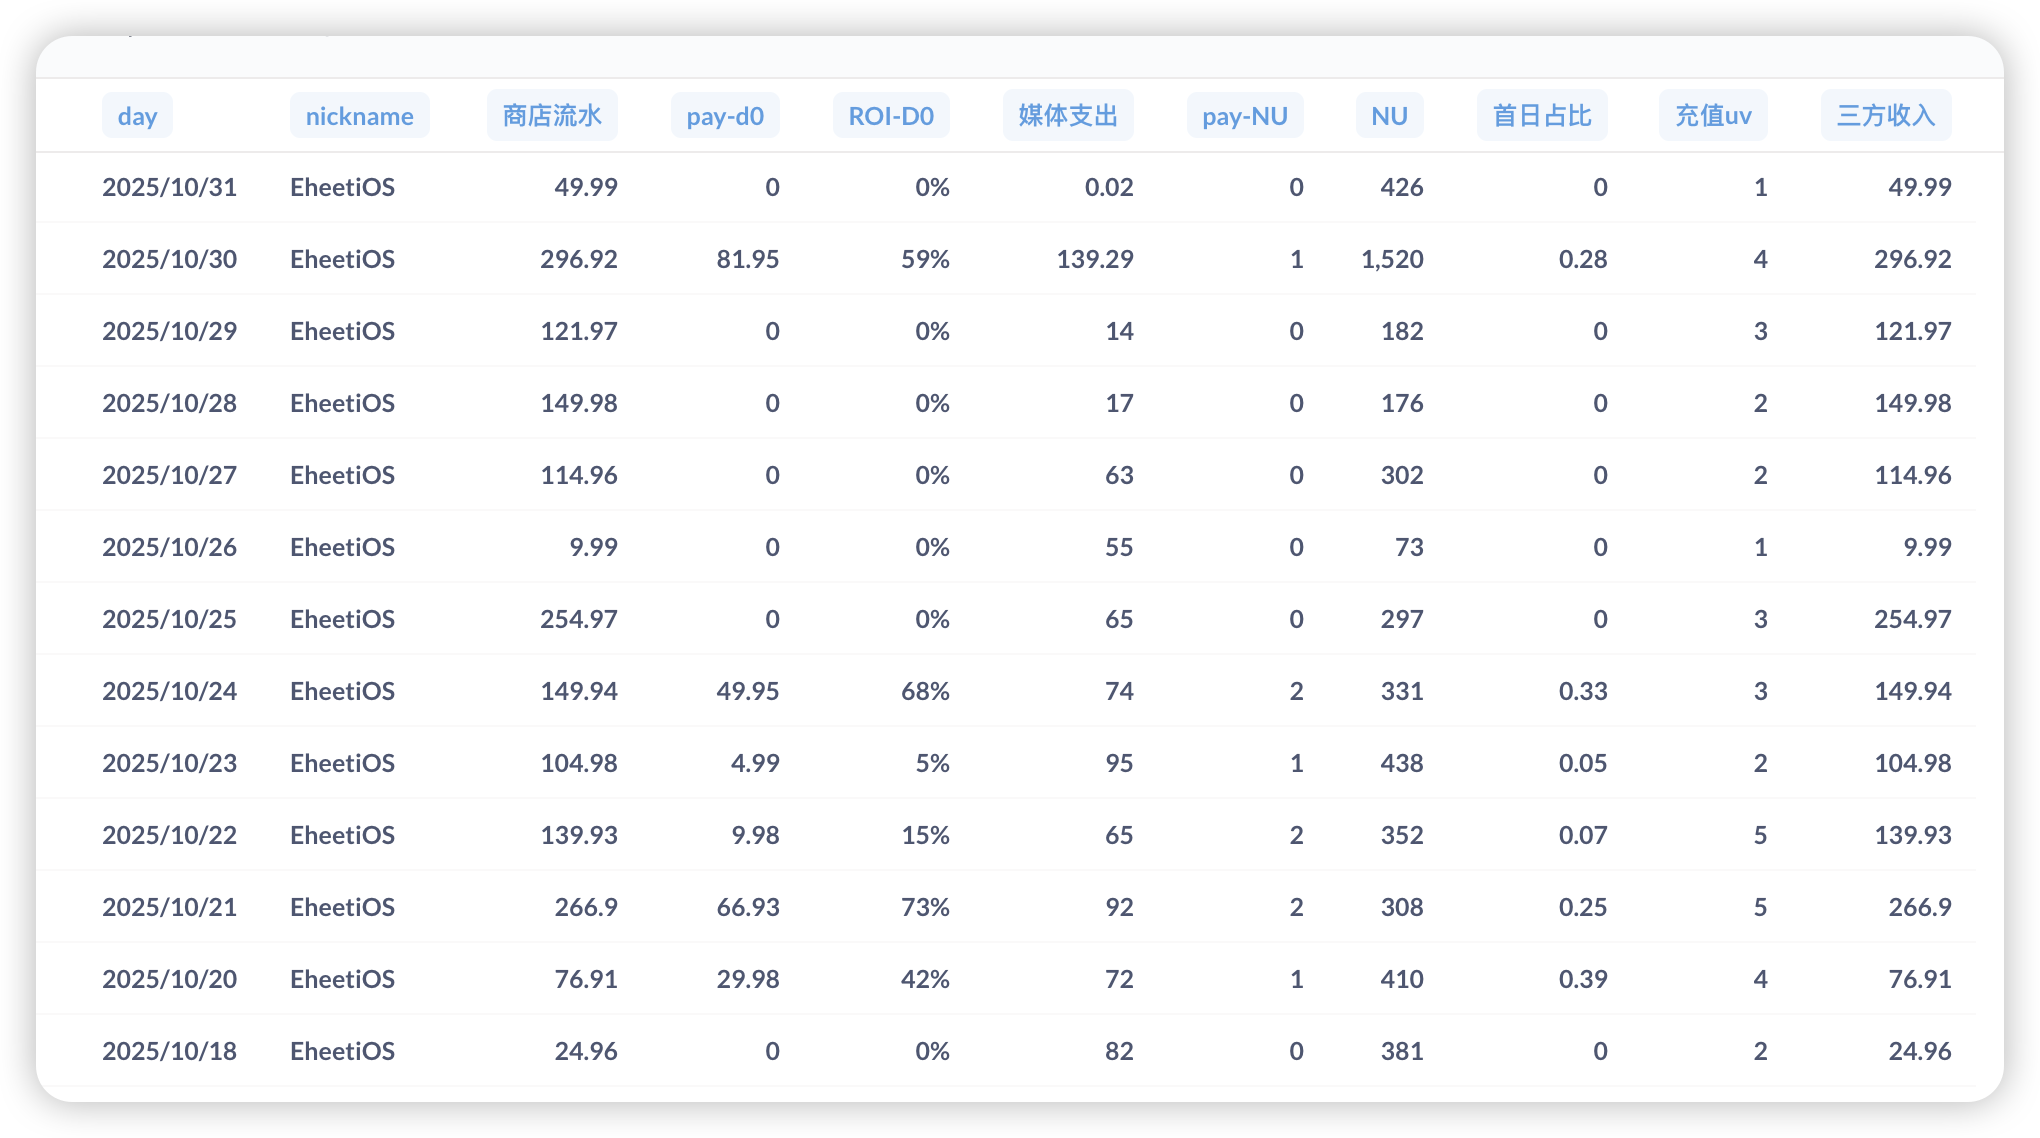 day nickname 商店流水 pay-d0 ROI-D0 媒体支出 pay-NU NU 首日占比 充值uv 三方收入
2025/10/31 EheetiOS 49.99 0 0% 0.02 0 426 0 1 49.99
2025/10/30 EheetiOS 296.92 81.95 59% 139.29 1 1,520 0.28 4 296.92
2025/10/29 EheetiOS 121.97 0 0% 14 0 182 0 3 121.97
2025/10/28 EheetiOS 149.98 0 0% 17 0 176 0 2 149.98
2025/10/27 EheetiOS 114.96 0 0% 63 0 302 0 2 114.96
2025/10/26 EheetiOS 9.99 0 0% 55 0 73 0 1 9.99
2025/10/25 EheetiOS 254.97 0 0% 65 0 297 0 3 254.97
2025/10/24 EheetiOS 149.94 49.95 68% 74 2 331 0.33 3 149.94
2025/10/23 EheetiOS 104.98 4.99 5% 95 1 438 0.05 2 104.98
2025/10/22 EheetiOS 139.93 9.98 15% 65 2 352 0.07 5 139.93
2025/10/21 EheetiOS 266.9 66.93 73% 92 2 308 0.25 5 266.9
2025/10/20 EheetiOS 76.91 29.98 42% 72 1 410 0.39 4 76.91
2025/10/18 EheetiOS 24.96 0 0% 82 0 381 0 2 24.96